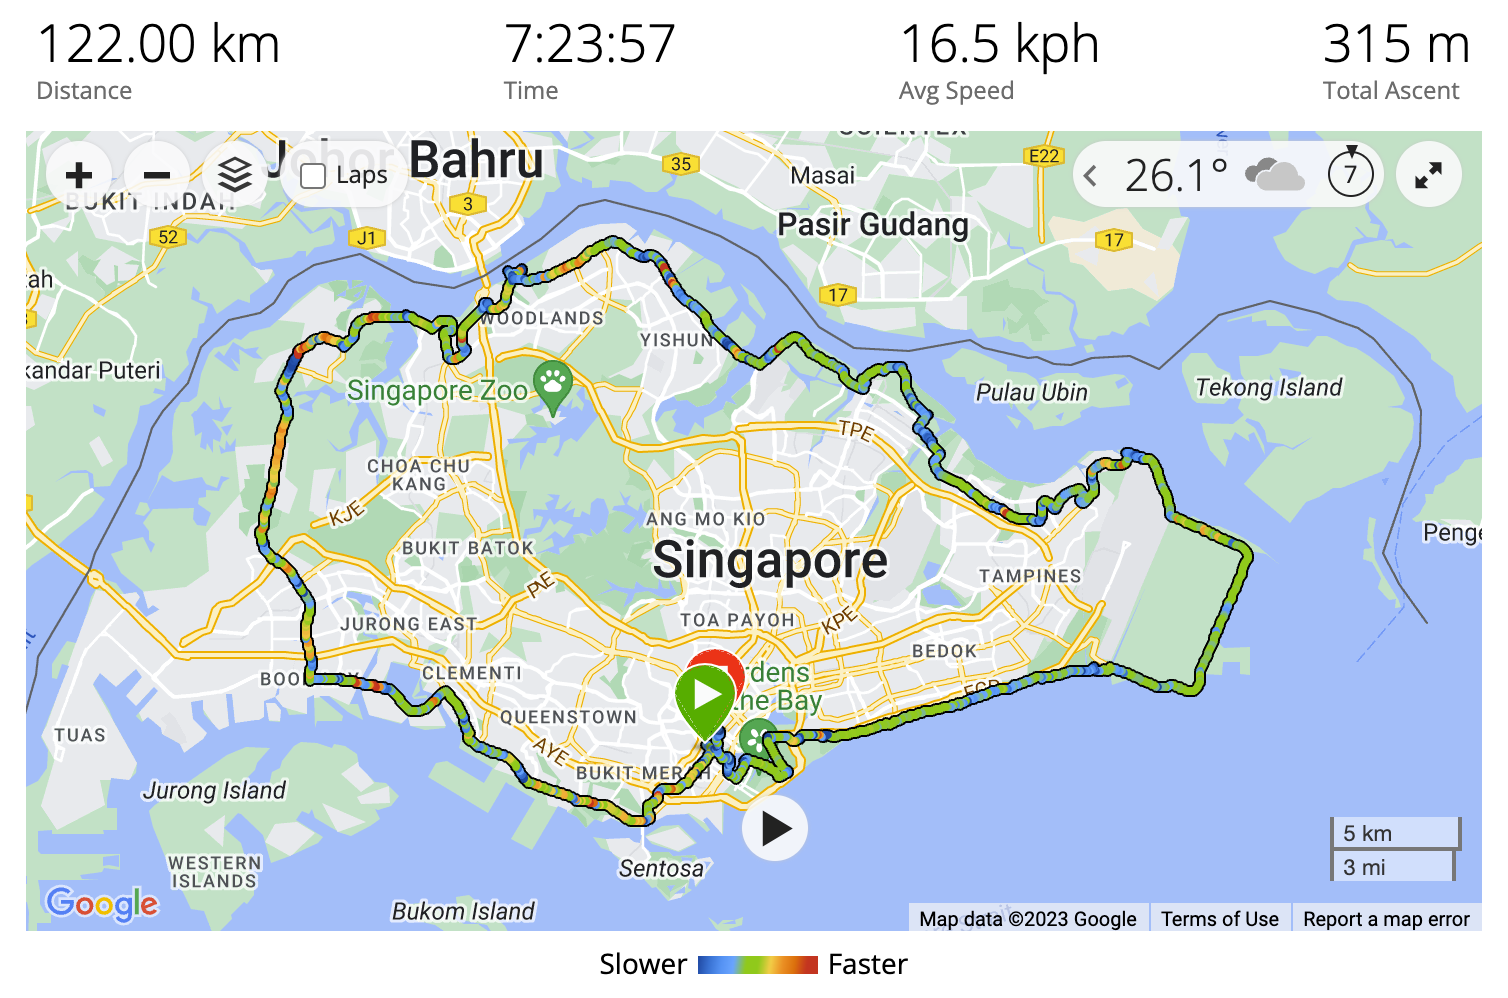 122.00 km
7:23:57
16.5 kph
315 m
Distance
Time
Avg Speed
Total Ascent
Johor Bahru
Laps
35
Masai
E22
26.1°
7
BUKIT INDAH
3
52
J1
Pasir Gudang
17
17
WOODLANDS
YISHUN
Singapore Zoo
Pulau Ubin
Tekong Island
TPE
CHOA CHU
KANG
KJE
ANG MO KIO
BUKIT BATOK
Singapore
PIE
TAMPINES
JURONG EAST
TOA PAYOH
KPE
BEDOK
CLEMENTI
BOO
rdens
the Bay
ECP
QUEENSTOWN
TUAS
AYE
BUKIT MERAH
Jurong Island
5 km
3 mi
WESTERN
ISLANDS
Sentosa
Google
Bukom Island
Map data ©2023 Google
Terms of Use
Report a map error
Slower
Faster